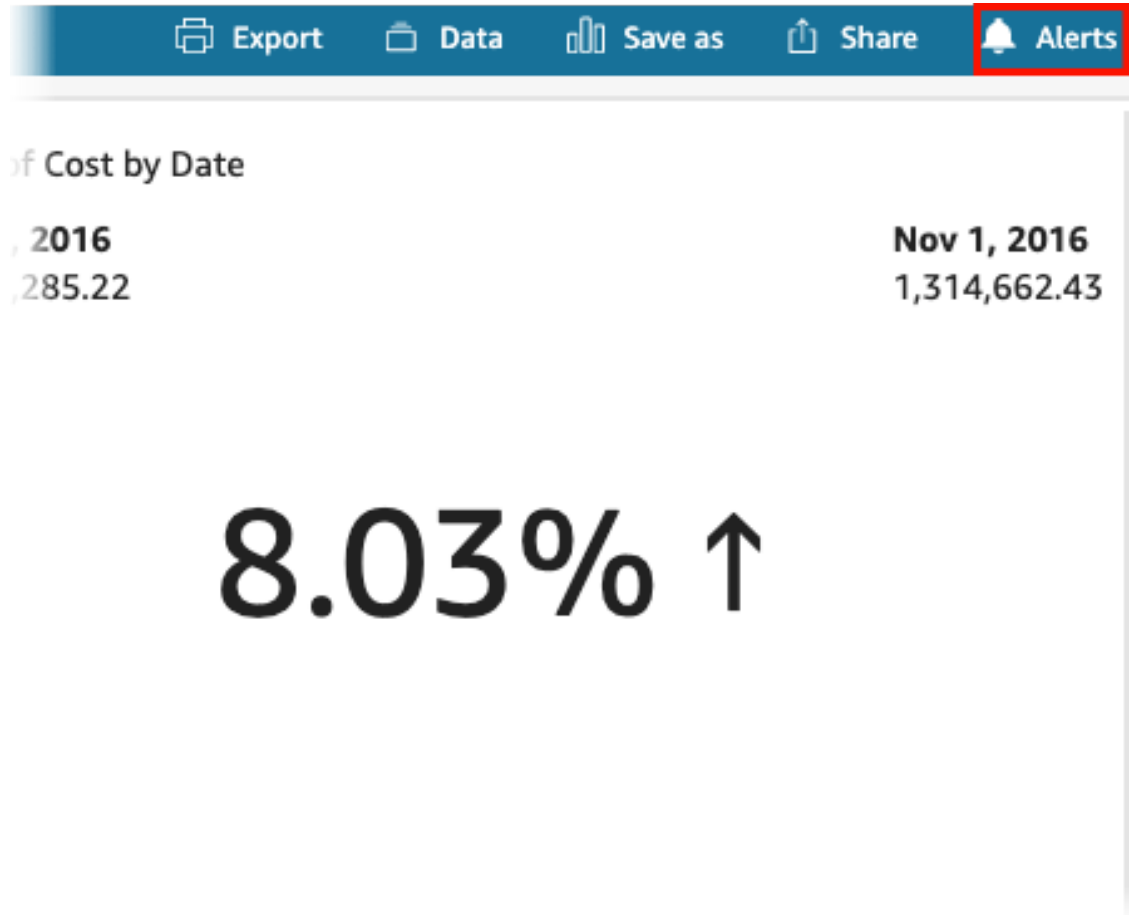 Export Data Save as Share Alerts
of Cost by Date
, 2016 Nov 1, 2016
,285.22 1,314,662.43
8.03% ↑